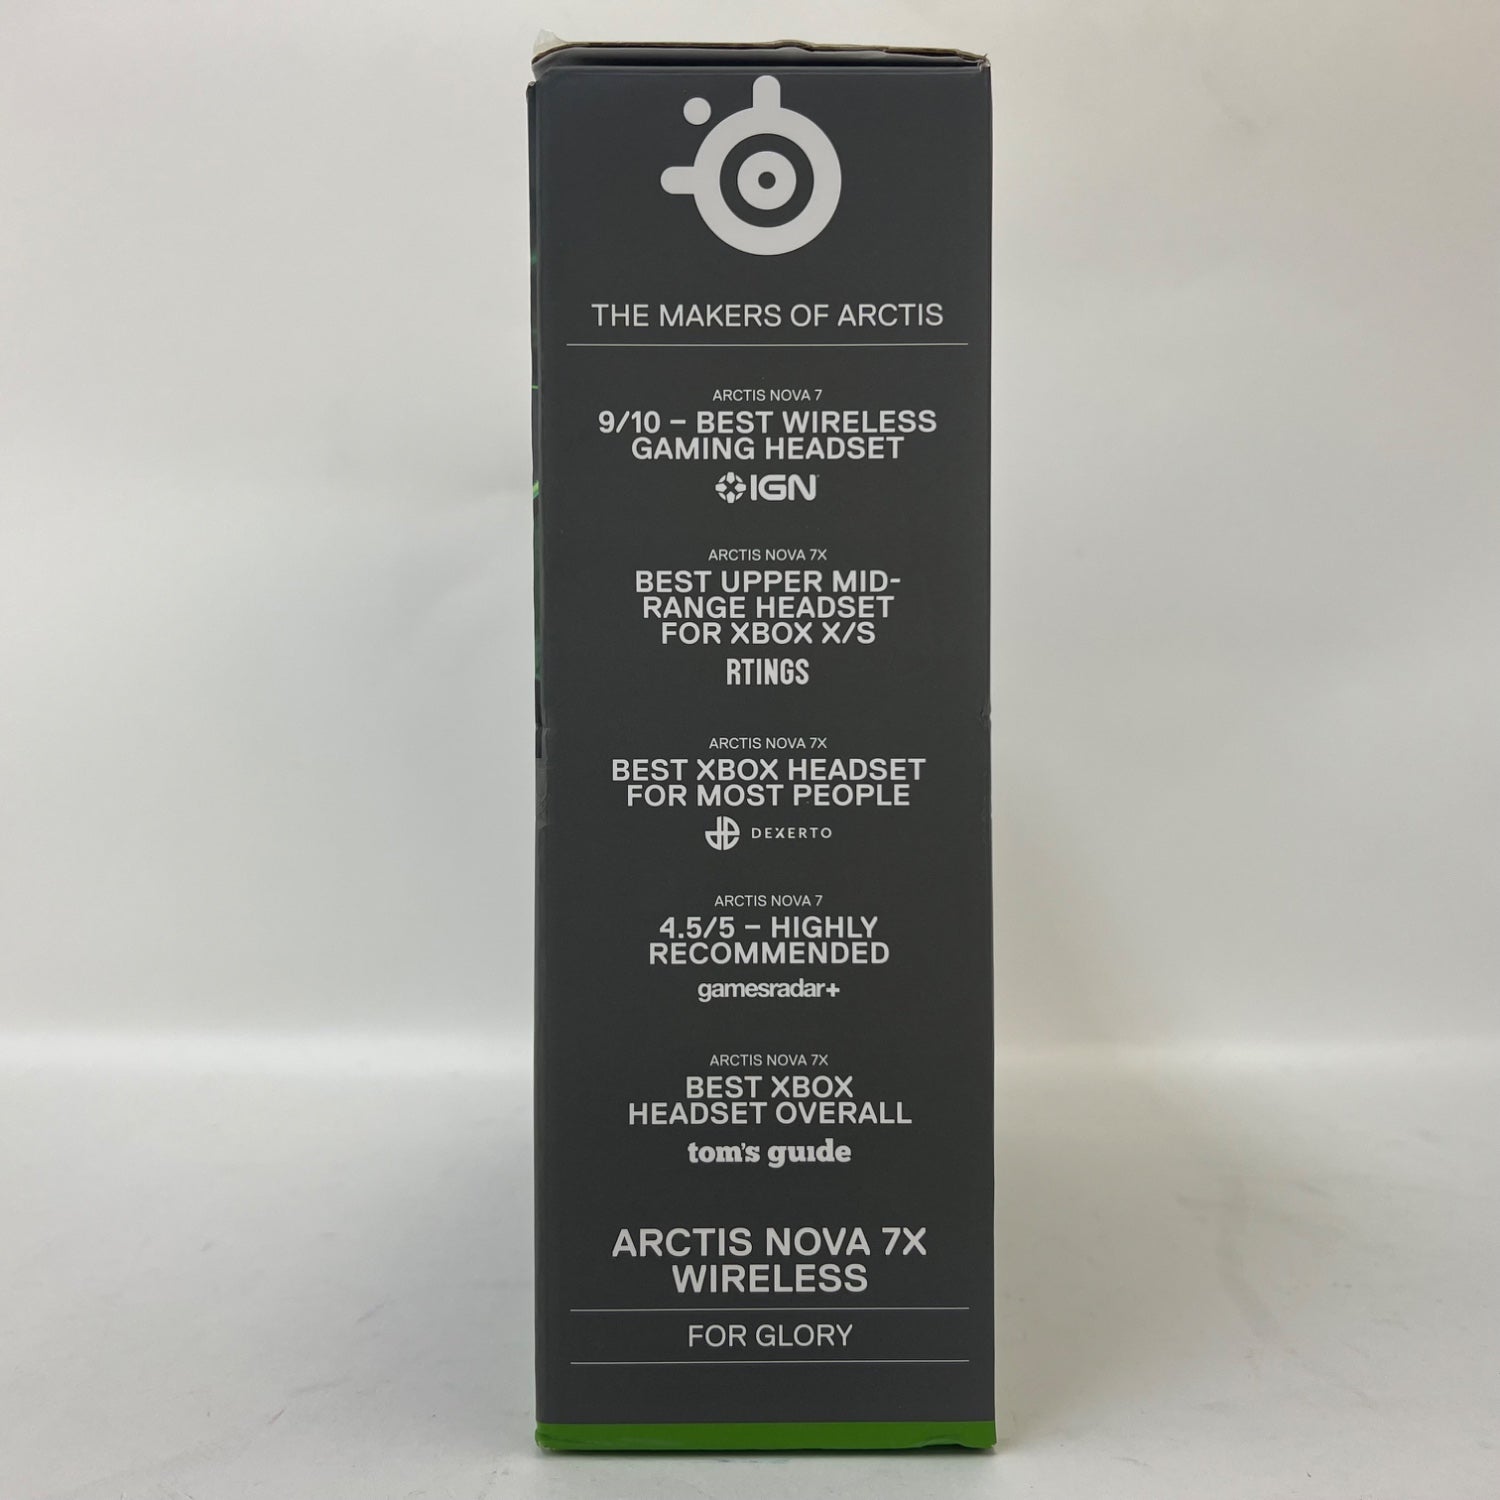 THE MAKERS OF ARCTIS
ARCTIS NOVA 7
9/10 – BEST WIRELESS
GAMING HEADSET
IGN
ARCTIS NOVA 7X
BEST UPPER MID-
RANGE HEADSET
FOR XBOX X/S
RTINGS
ARCTIS NOVA 7X
BEST XBOX HEADSET
FOR MOST PEOPLE
DEXERTO
ARCTIS NOVA 7
4.5/5 – HIGHLY
RECOMMENDED
gamesradar+
ARCTIS NOVA 7X
BEST XBOX
HEADSET OVERALL
tom's guide
ARCTIS NOVA 7X
WIRELESS
FOR GLORY